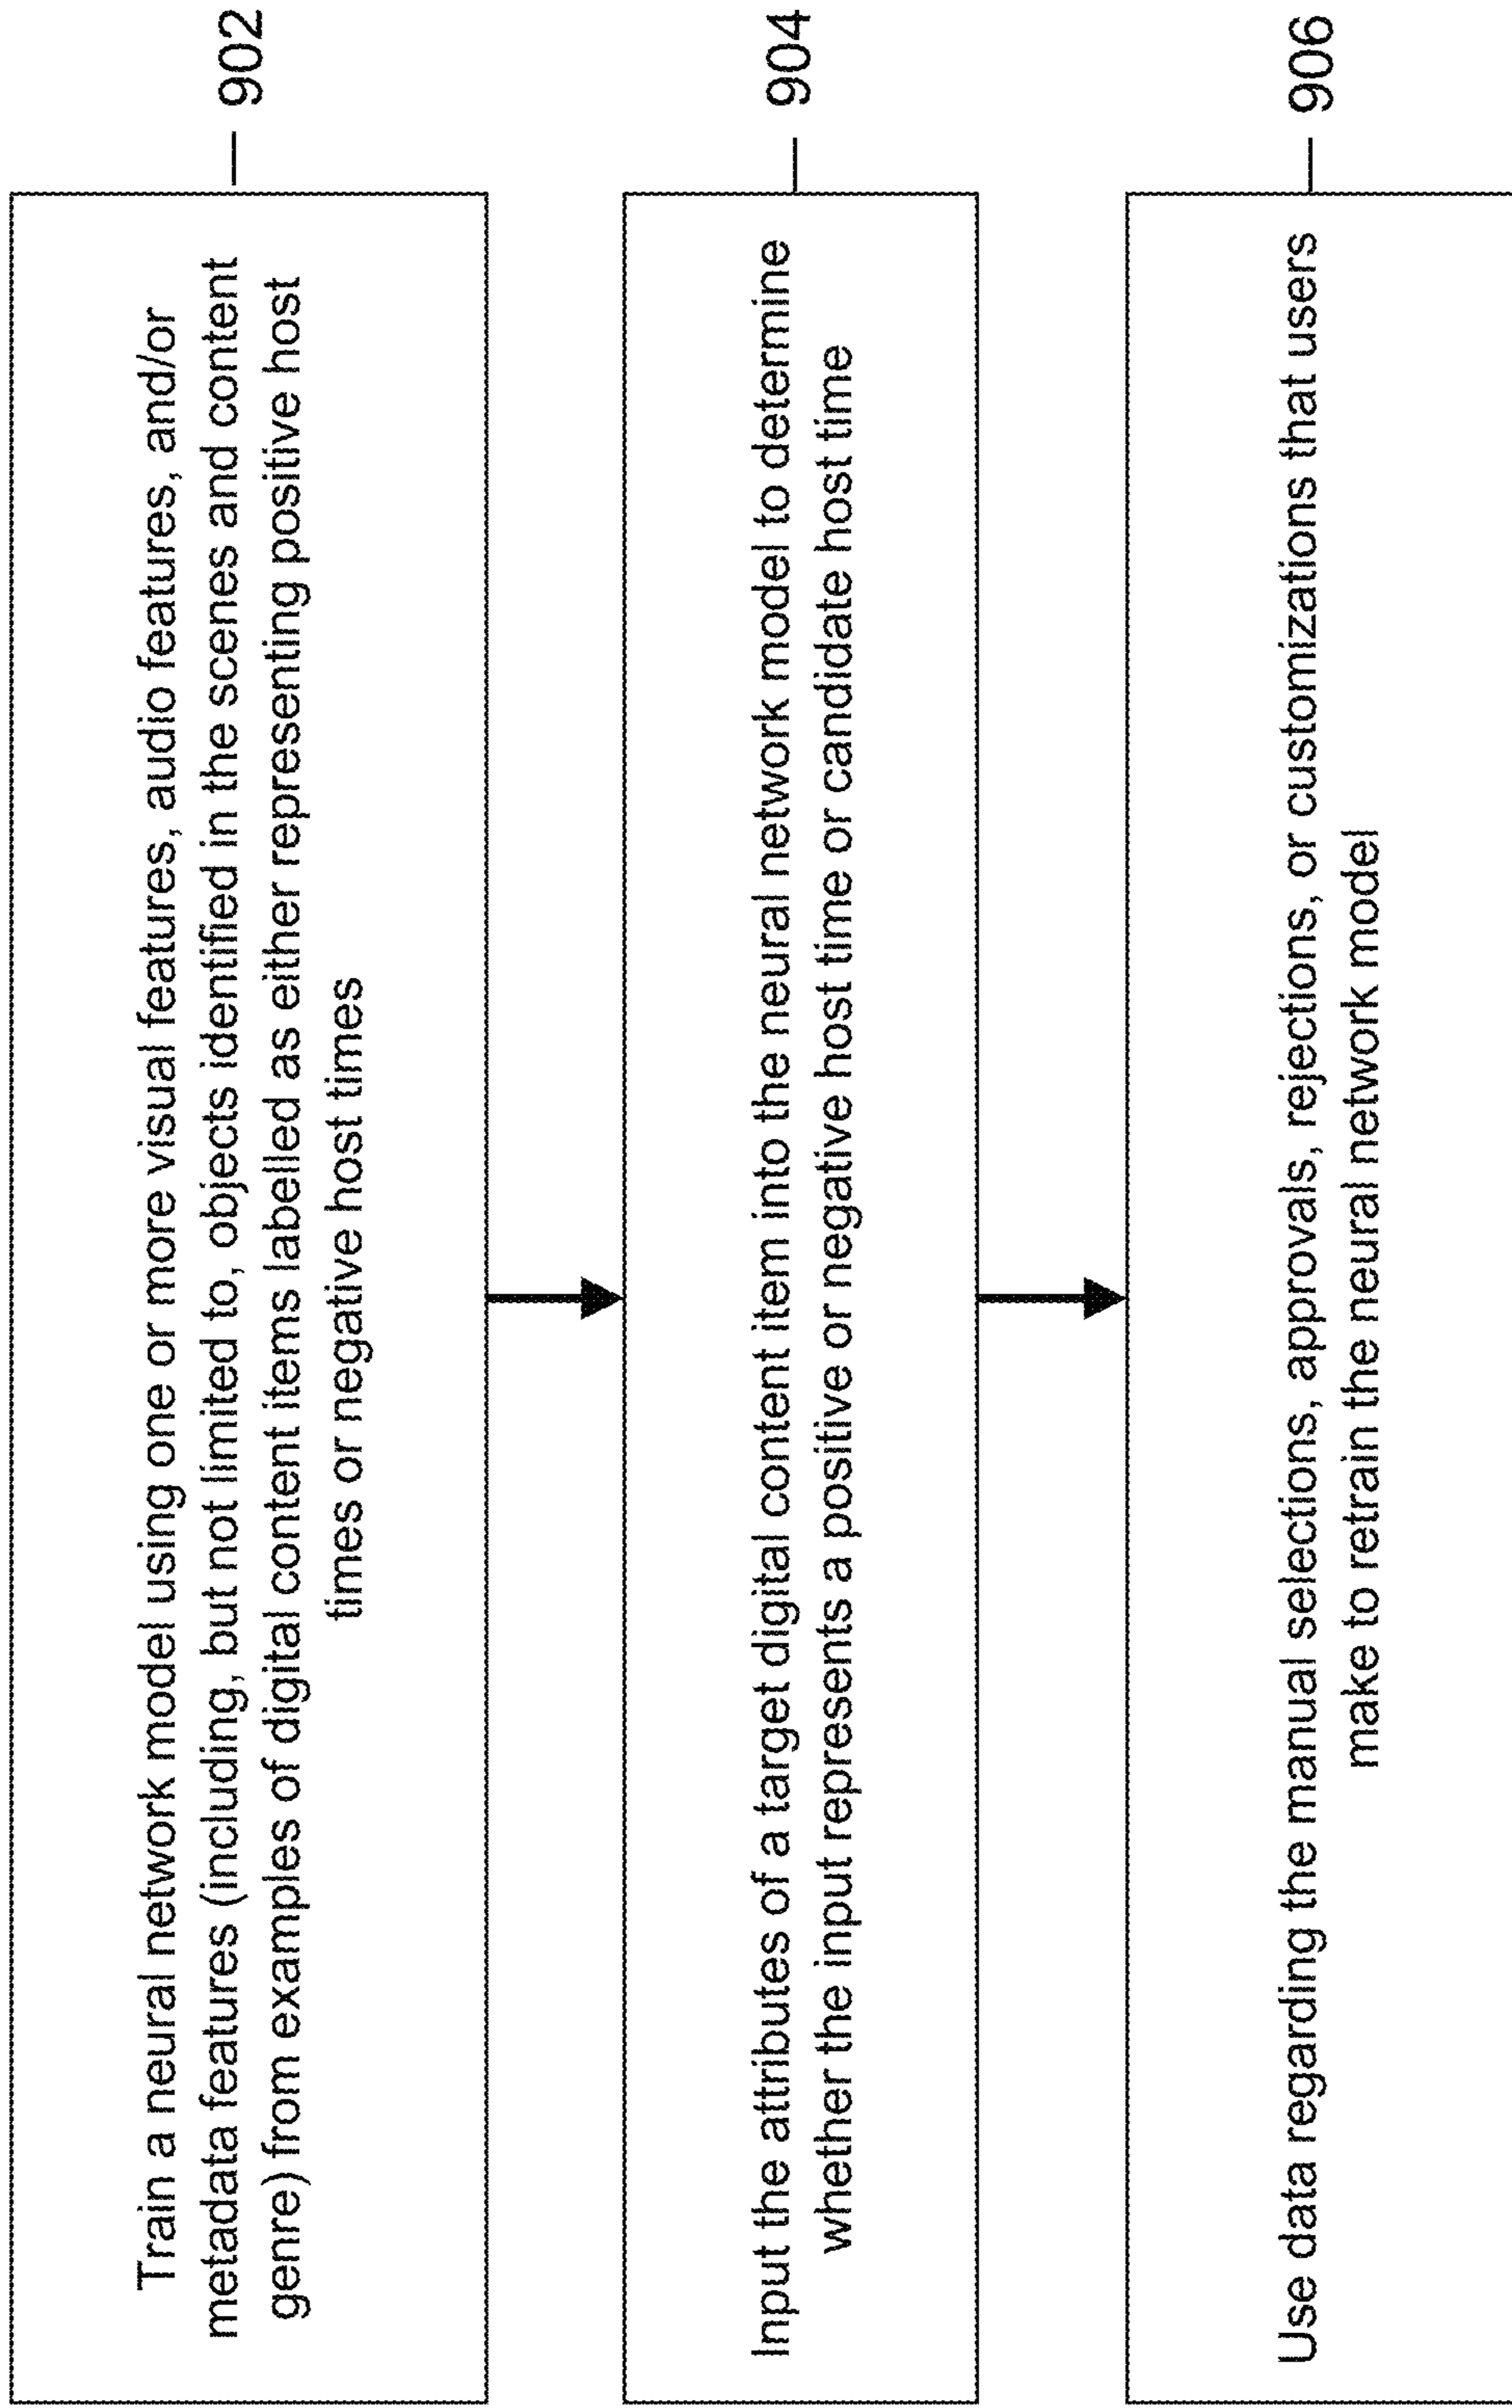 Train a neural network model using one or more visual features, audio features, and/or
metadata features (including, but not limited to, objects identified in the scenes and content
genre) from examples of digital content items labelled as either representing positive host
times or negative host times
902
Input the attributes of a target digital content item into the neural network model to determine
whether the input represents a positive or negative host time or candidate host time
904
Use data regarding the manual selections, approvals, rejections, or customizations that users
make to retrain the neural network model
906